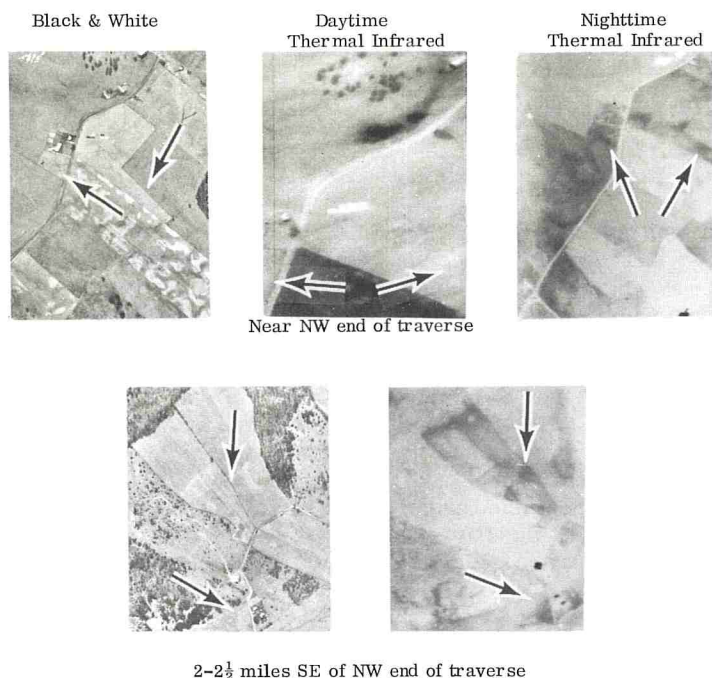 Black & White
Daytime
Thermal Infrared
Nighttime
Thermal Infrared
Near NW end of traverse
2-2½ miles SE of NW end of traverse